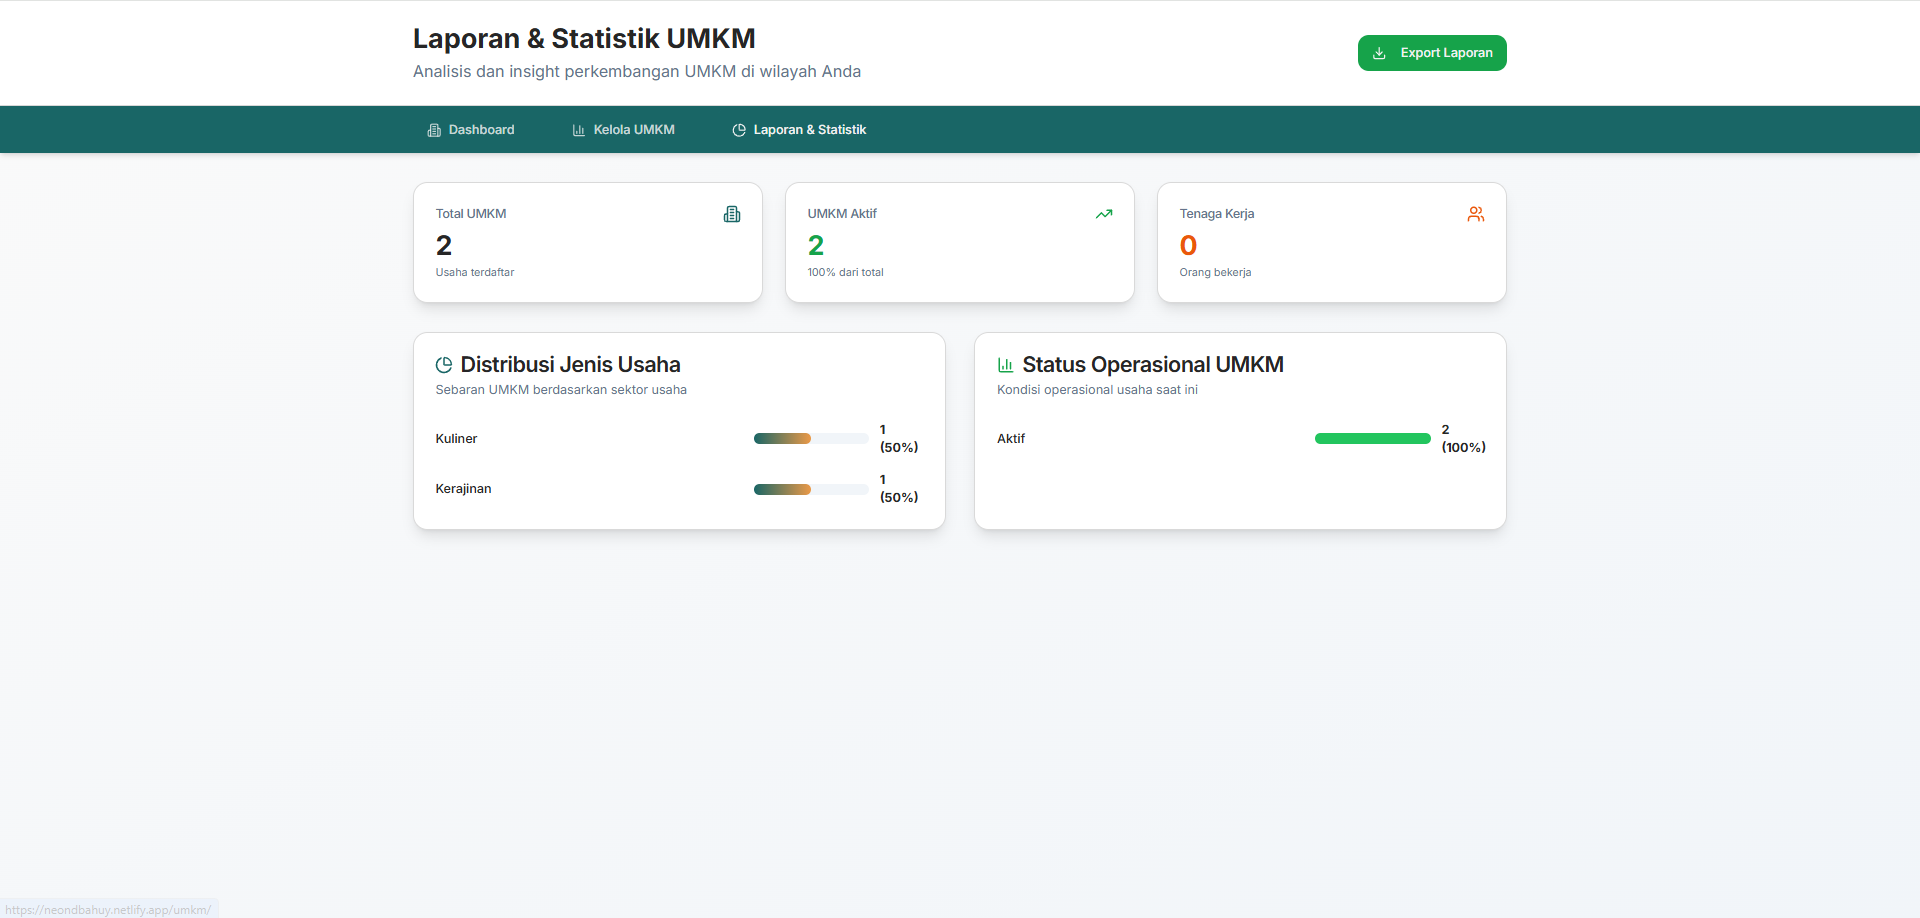 Laporan & Statistik UMKM
Analisis dan insight perkembangan UMKM di wilayah Anda
Export Laporan
Dashboard
Kelola UMKM
Laporan & Statistik
Total UMKM
2
Usaha terdaftar
UMKM Aktif
2
100% dari total
Tenaga Kerja
0
Orang bekerja
Distribusi Jenis Usaha
Sebaran UMKM berdasarkan sektor usaha
Kuliner
1
(50%)
Kerajinan
1
(50%)
Status Operasional UMKM
Kondisi operasional usaha saat ini
Aktif
2
(100%)
https://neondbahuy.netlify.app/umkm/